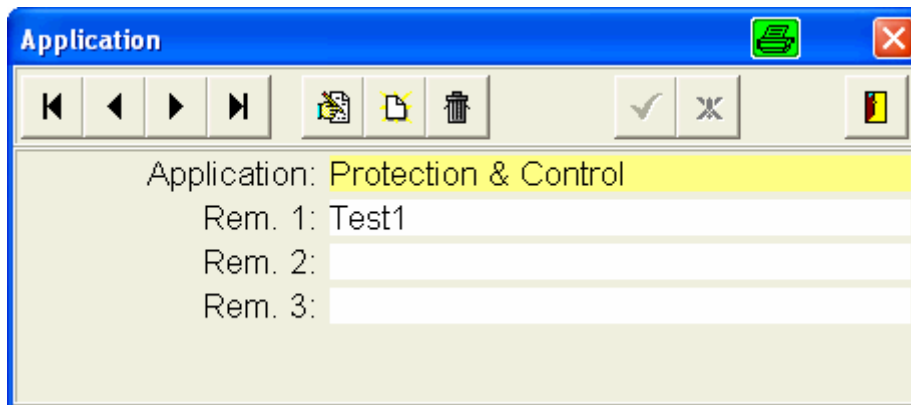 Application
Application: Protection & Control
Rem. 1: Test1
Rem. 2:
Rem. 3: